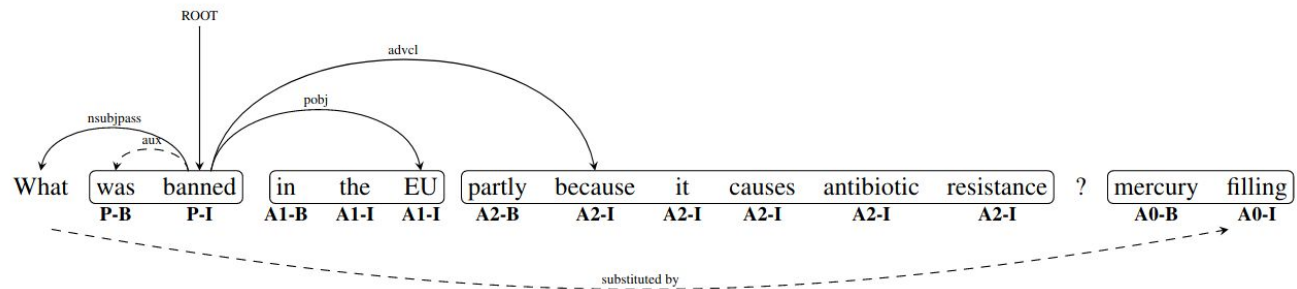 ROOT
advcl
pobj
nsubjpass
aux
What was banned in the EU partly because it causes antibiotic resistance ? mercury filling
P-B P-I A1-B A1-I A1-I A2-B A2-I A2-I A2-I A2-I A2-I A0-B A0-I
substituted by